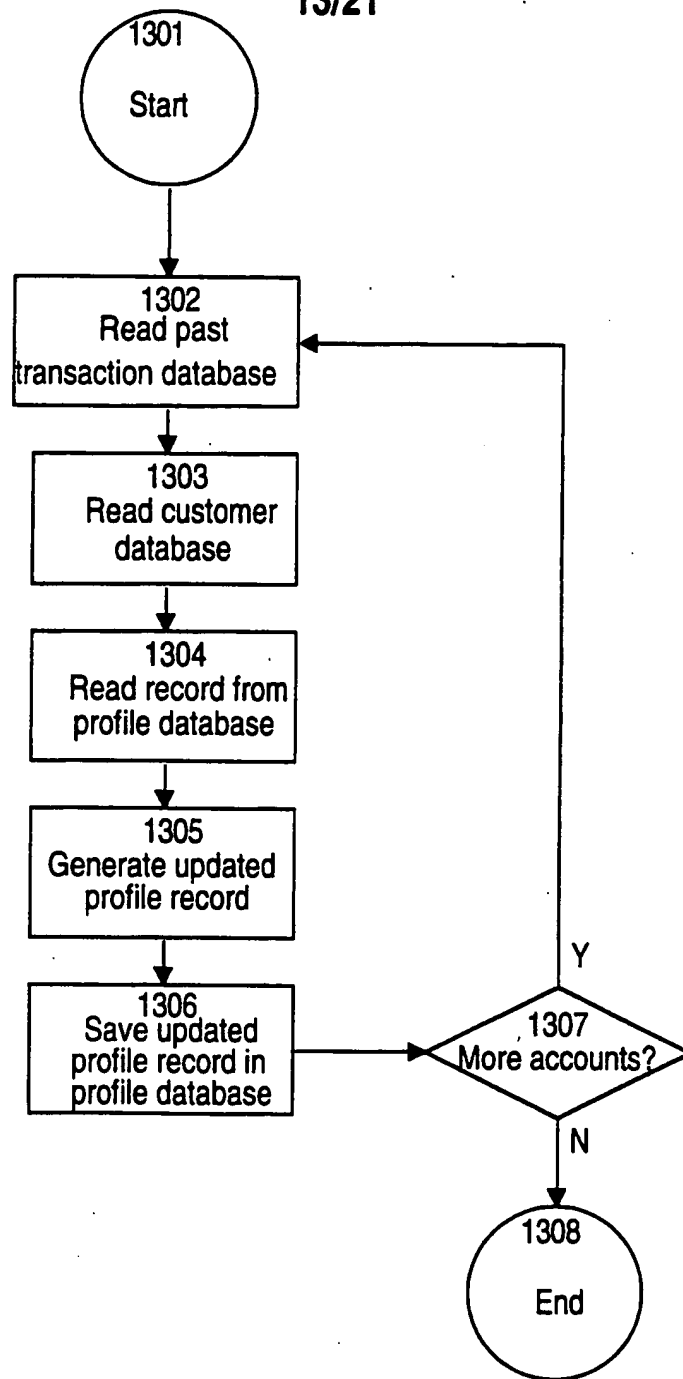 13/21
1301
Start
1302
Read past
transaction database
1303
Read customer
database
1304
Read record from
profile database
1305
Generate updated
profile record
1306
Save updated
profile record in
profile database
Y
1307
More accounts?
N
1308
End